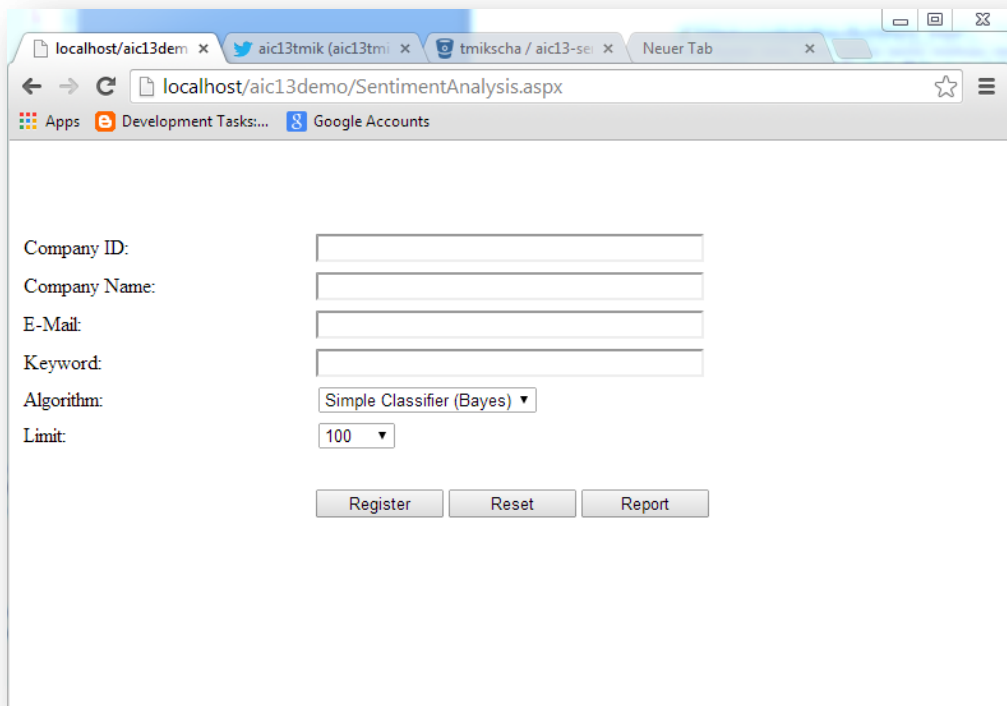 localhost/aic13dem
aic13tmik (aic13tmi
tmikscha / aic13-se
Neuer Tab
localhost/aic13demo/SentimentAnalysis.aspx
Apps
Development Tasks:...
Google Accounts
Company ID:
Company Name:
E-Mail:
Keyword:
Algorithm:
Simple Classifier (Bayes)
Limit:
100
Register
Reset
Report